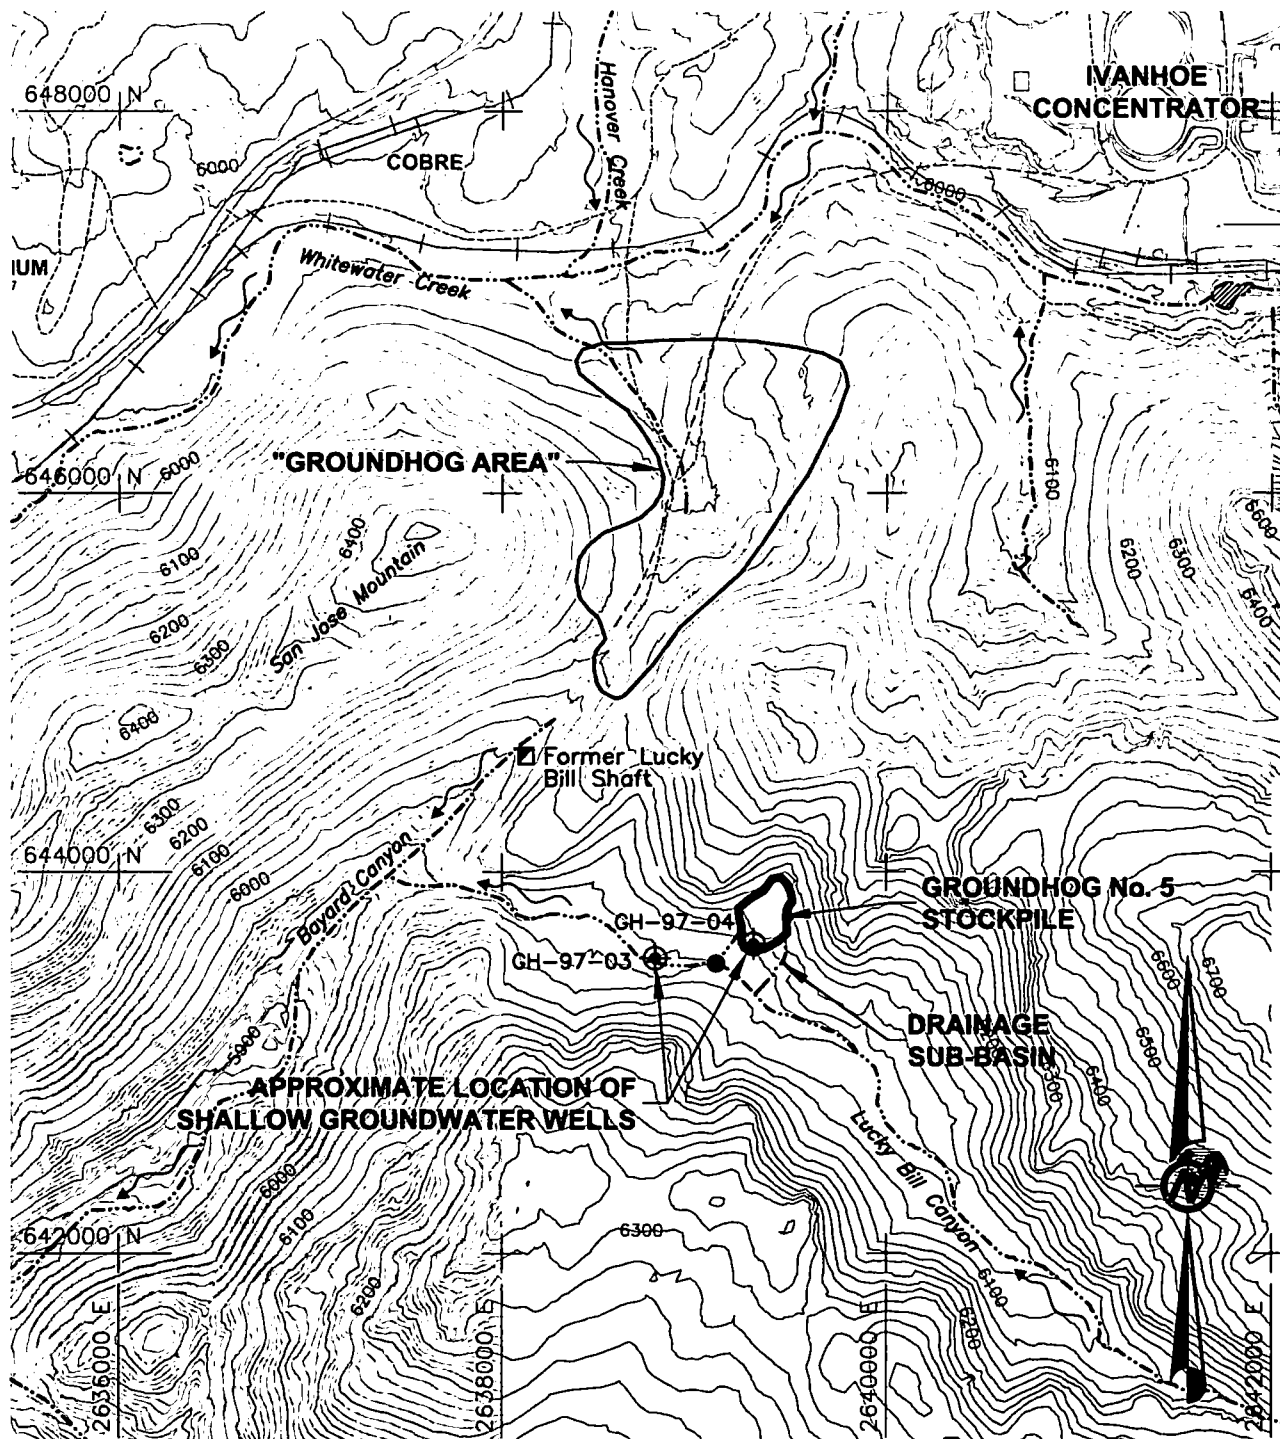 648000 N
Hanover Creek
IVANHOE
CONCENTRATOR
COBRE
6000
6000
IUM
Whitewater Creek
"GROUNDHOG AREA"
646000 N
6000
6100
6100
6200
6300
6400
6600
6200
6300
6400
San Jose Mountain
6400
Former Lucky
Bill Shaft
6300
6200
6100
6000
644000 N
Bayard Canyon
GROUNDHOG No. 5
STOCKPILE
GH-97-04
GH-97-03
6600
6700
6500
6400
6300
DRAINAGE
SUB-BASIN
5900
APPROXIMATE LOCATION OF
SHALLOW GROUNDWATER WELLS
Lucky Bill Canyon
6000
6100
6200
6300
642000 N
6100
6200
2636000 E
2638000 E
2640000 E
2642000 E